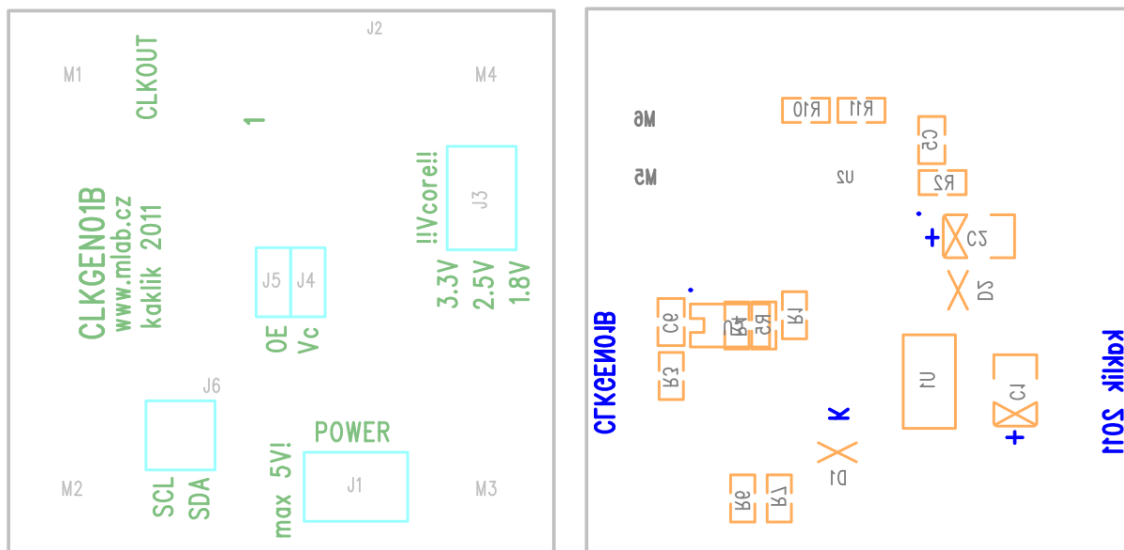 J2
M1
CLKOUT
M4
1
!!Vcore!!
J3
CLKGEN01B
www.mlab.cz
kaklik 2011
J5
J4
3.3V
2.5V
1.8V
OE
Vc
J6
POWER
max 5V!
J1
M2
SCL
SDA
M3
R10
R11
M6
C5
M5
U2
R2
+
C2
D2
C6
R4
R5
R1
CLKGEN01B
R3
U1
C1
kaklik 2011
K
+
D1
R6
R7